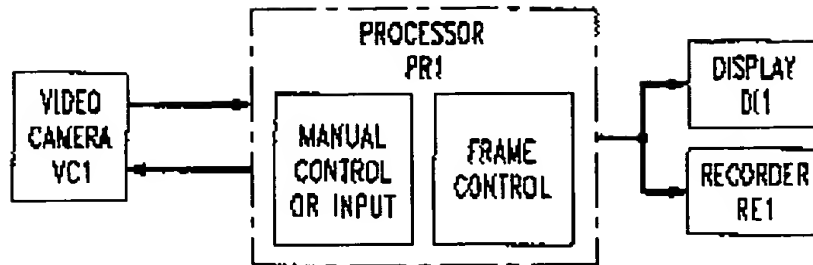 PROCESSOR
PR1
VIDEO
CAMERA
VC1
MANUAL
CONTROL
OR INPUT
FRAME
CONTROL
DISPLAY
DI1
RECORDER
RE1